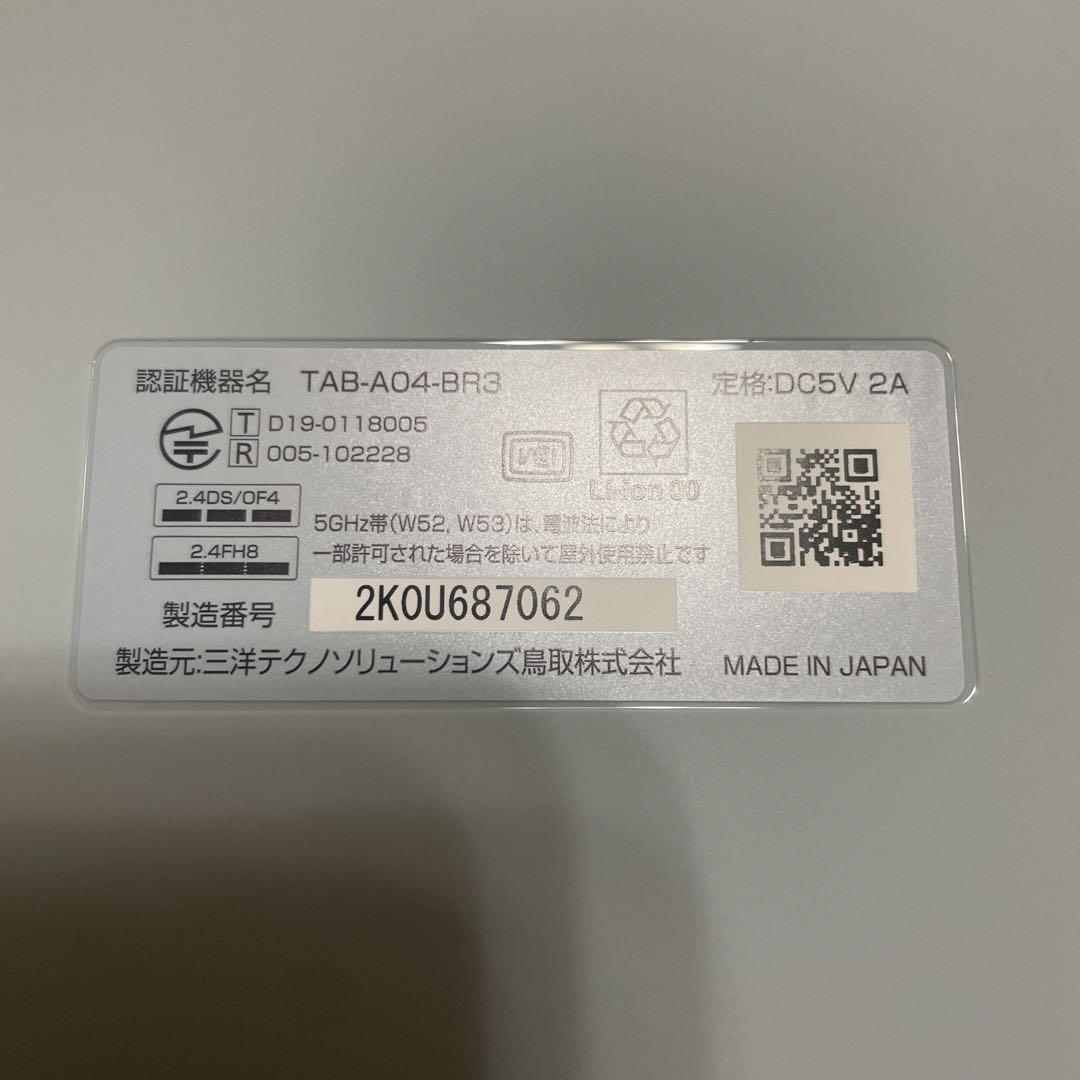 認証機器名 TAB-A04-BR3 定格:DC5V 2A
T D19-0118005
R 005-102228
VCI
Li-ion 00
2.4DS/OF4
2.4FH8
5GHz帯(W52, W53)は、電波法により
一部許可された場合を除いて屋外使用禁止です
製造番号 2K0U687062
製造元:三洋テクノソリューションズ鳥取株式会社 MADE IN JAPAN